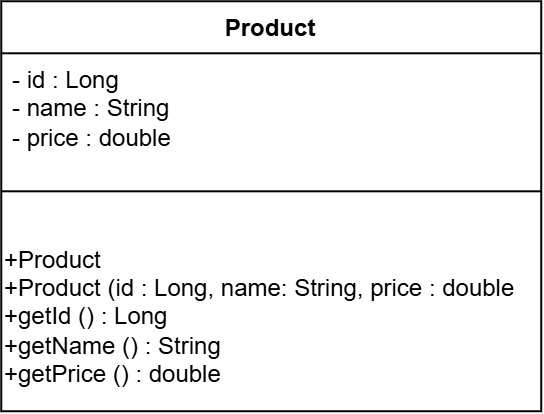 Product
- id : Long
- name : String
- price : double
+Product
+Product (id : Long, name: String, price : double
+getId () : Long
+getName () : String
+getPrice () : double